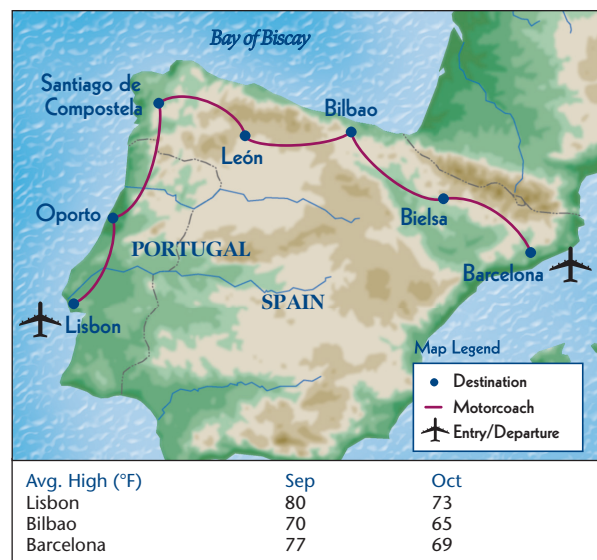 Bay of Biscay
Santiago de
Compostela
Bilbao
León
Oporto
Bielsa
PORTUGAL
Barcelona
SPAIN
Lisbon
Map Legend
Destination
Motorcoach
Entry/Departure
Avg. High (°F) Sep Oct
Lisbon 80 73
Bilbao 70 65
Barcelona 77 69